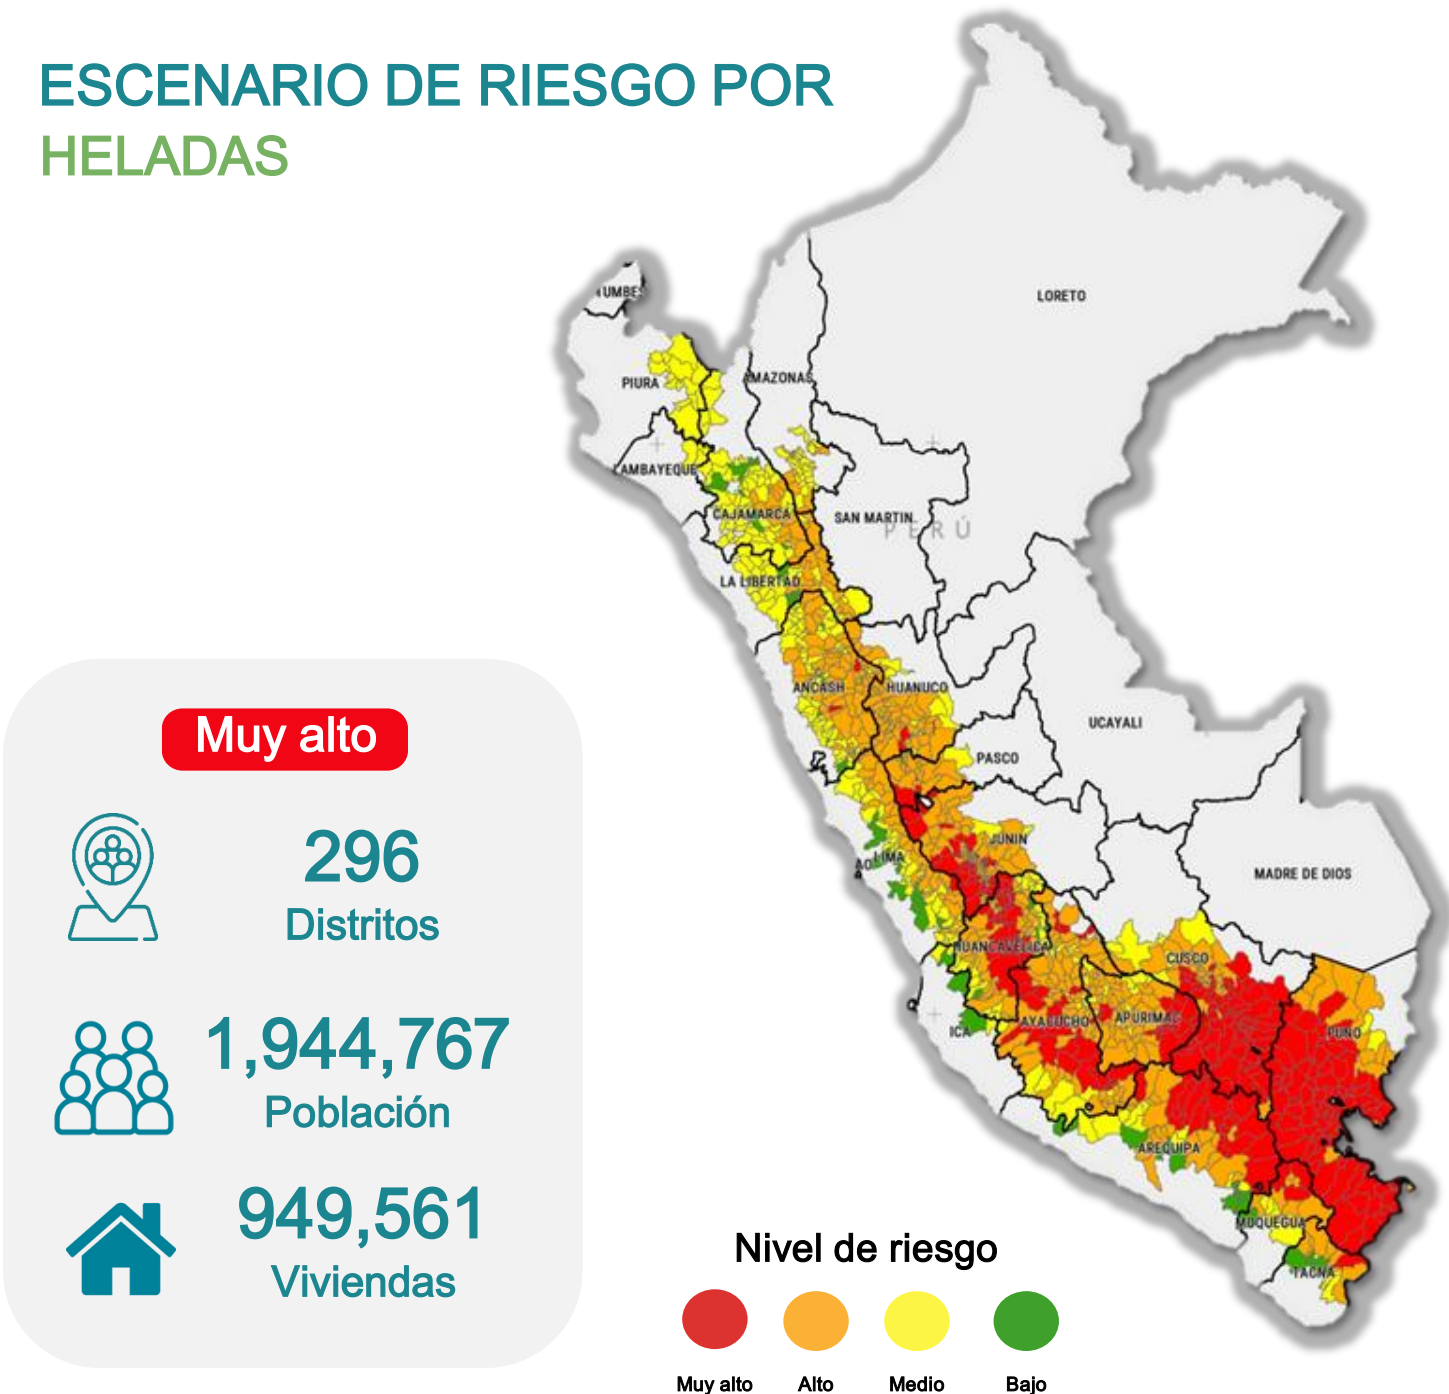 ESCENARIO DE RIESGO POR
HELADAS
TUMBES
LORETO
PIURA
AMAZONAS
LAMBAYEQUE
CAJAMARCA
SAN MARTIN
PERÚ
LA LIBERTAD
ANCASH
HUANUCO
UCAYALI
PASCO
JUNIN
LIMA
MADRE DE DIOS
HUANCAVELICA
CUSCO
ICA
AYACUCHO
APURIMAC
PUNO
AREQUIPA
MOQUEGUA
TACNA
Muy alto
296
Distritos
1,944,767
Población
949,561
Viviendas
Nivel de riesgo
Muy alto Alto Medio Bajo